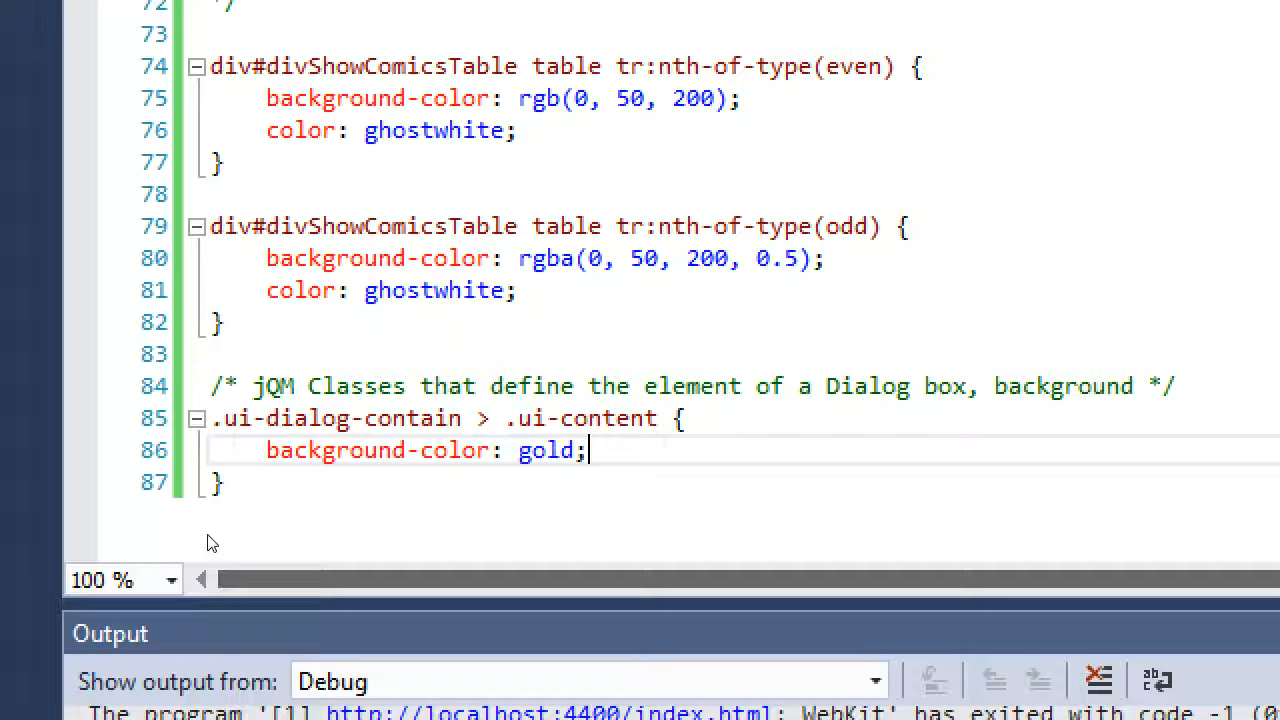 72 */
73
74 div#divShowComicsTable table tr:nth-of-type(even) {
75 background-color: rgb(0, 50, 200);
76 color: ghostwhite;
77 }
78
79 div#divShowComicsTable table tr:nth-of-type(odd) {
80 background-color: rgba(0, 50, 200, 0.5);
81 color: ghostwhite;
82 }
83
84 /* jQM Classes that define the element of a Dialog box, background */
85 .ui-dialog-contain > .ui-content {
86 background-color: gold;
87 }
100 %
Output
Show output from: Debug
The program '[1] http://localhost:4400/index.html: WebKit' has exited with code -1 (0